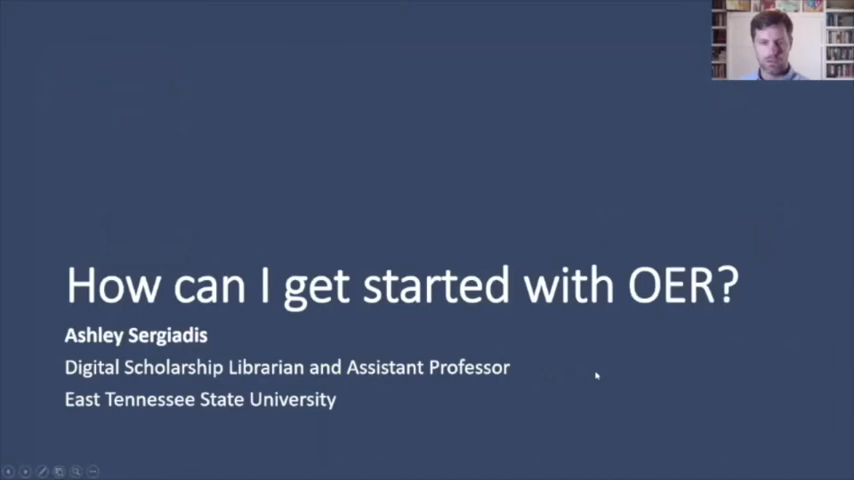 How can I get started with OER?
Ashley Sergiadis
Digital Scholarship Librarian and Assistant Professor
East Tennessee State University